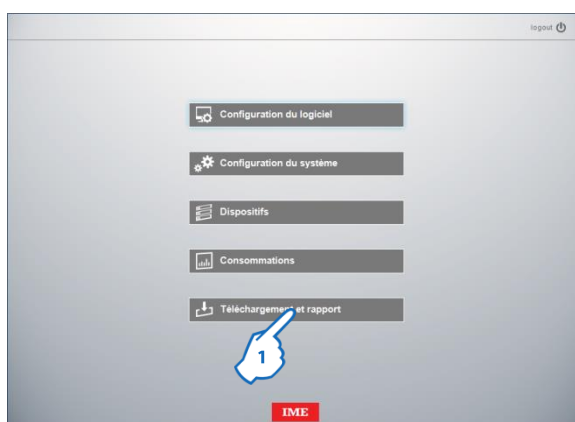 logout
Configuration du logiciel
Configuration du système
Dispositifs
Consommations
Téléchargement et rapport
1
IME